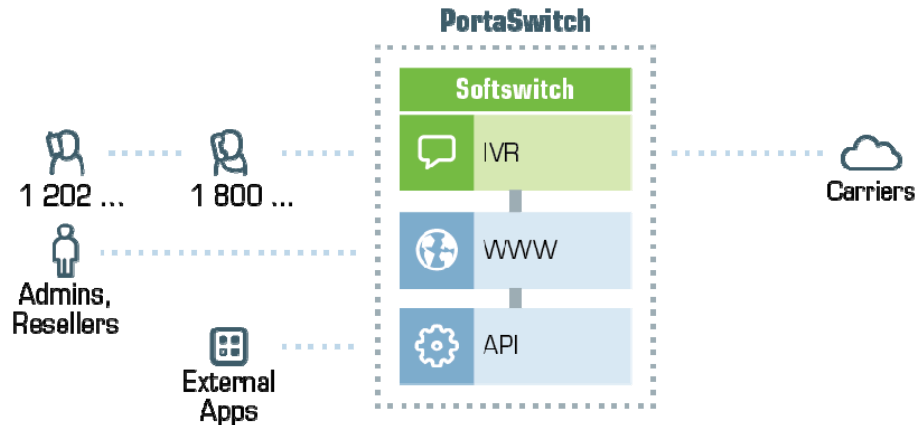 PortaSwitch
Softswitch
IVR
1 202 ...
1 800 ...
Carriers
WWW
Admins,
Resellers
API
External
Apps